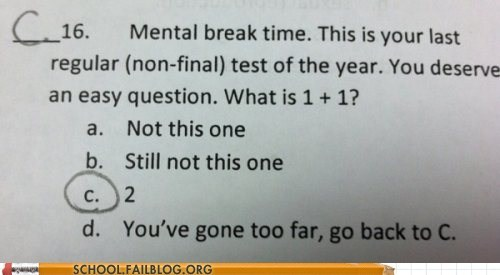 C. 16. Mental break time. This is your last
regular (non-final) test of the year. You deserve
an easy question. What is 1 + 1?
a. Not this one
b. Still not this one
c. 2
d. You've gone too far, go back to C.
SCHOOL.FAILBLOG.ORG